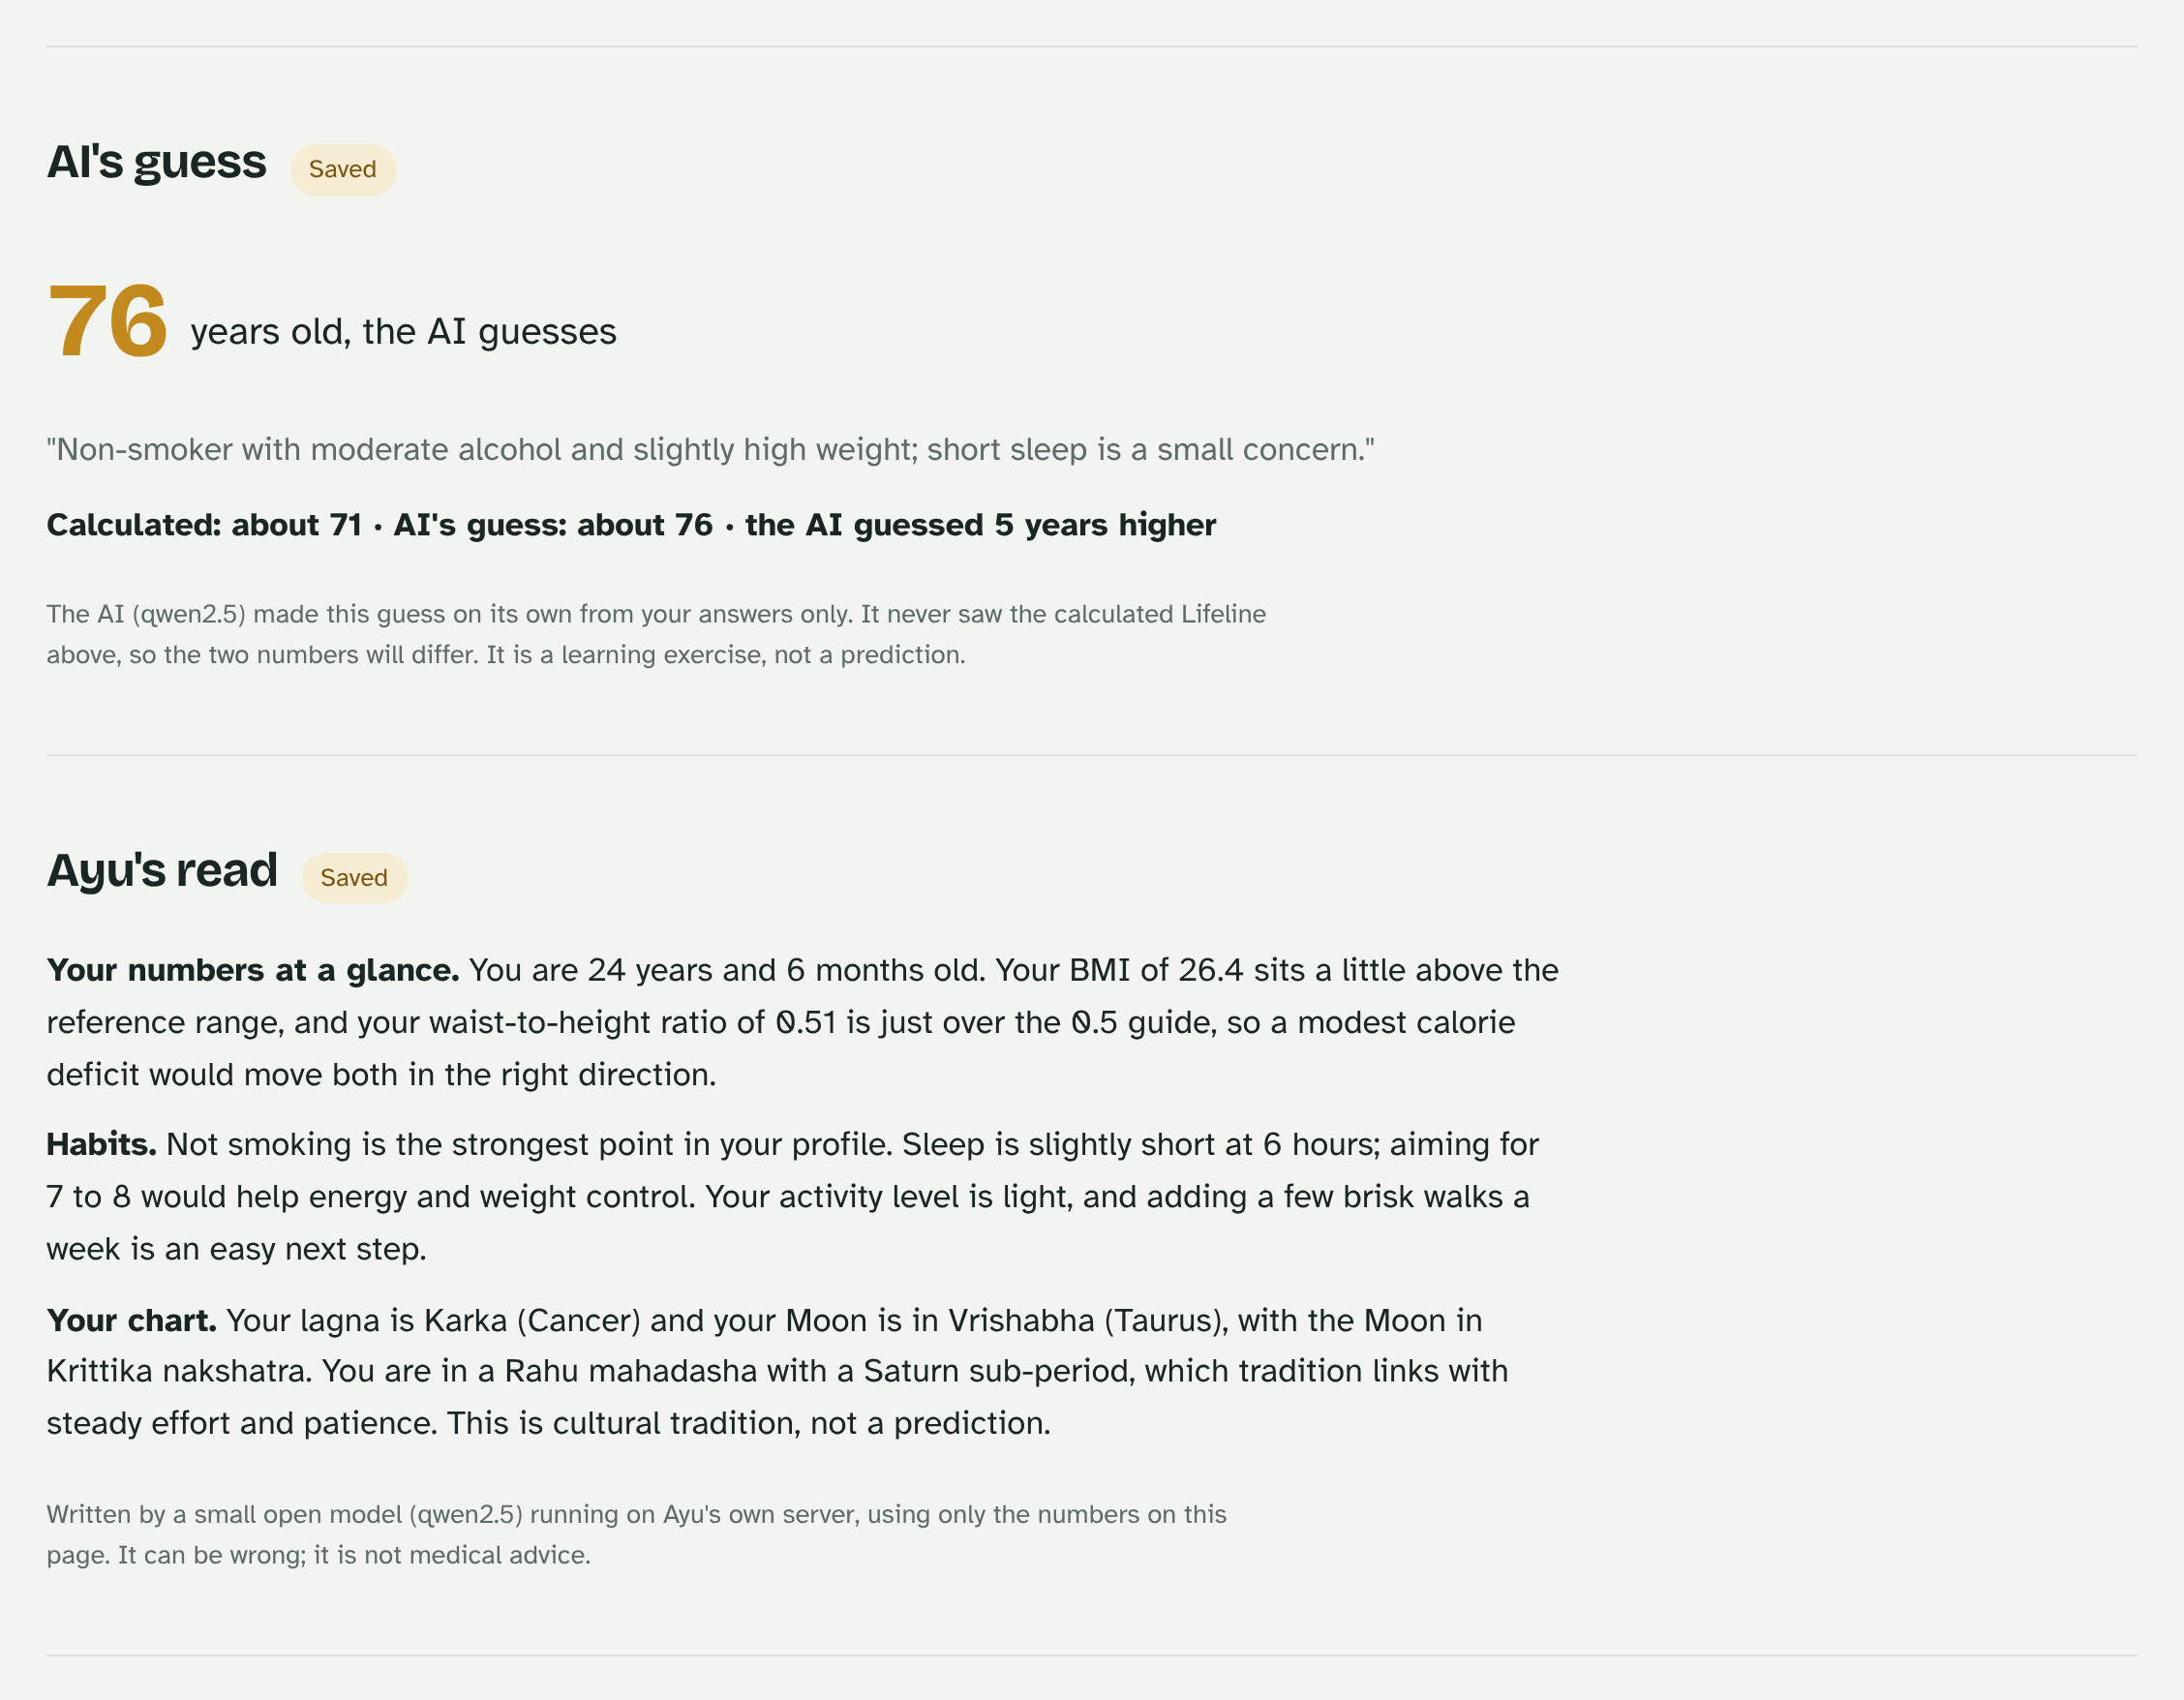 AI's guess Saved
76 years old, the AI guesses
"Non-smoker with moderate alcohol and slightly high weight; short sleep is a small concern."
Calculated: about 71 · AI's guess: about 76 · the AI guessed 5 years higher
The AI (qwen2.5) made this guess on its own from your answers only. It never saw the calculated Lifeline
above, so the two numbers will differ. It is a learning exercise, not a prediction.
Ayu's read Saved
Your numbers at a glance. You are 24 years and 6 months old. Your BMI of 26.4 sits a little above the
reference range, and your waist-to-height ratio of 0.51 is just over the 0.5 guide, so a modest calorie
deficit would move both in the right direction.
Habits. Not smoking is the strongest point in your profile. Sleep is slightly short at 6 hours; aiming for
7 to 8 would help energy and weight control. Your activity level is light, and adding a few brisk walks a
week is an easy next step.
Your chart. Your lagna is Karka (Cancer) and your Moon is in Vrishabha (Taurus), with the Moon in
Krittika nakshatra. You are in a Rahu mahadasha with a Saturn sub-period, which tradition links with
steady effort and patience. This is cultural tradition, not a prediction.
Written by a small open model (qwen2.5) running on Ayu's own server, using only the numbers on this
page. It can be wrong; it is not medical advice.